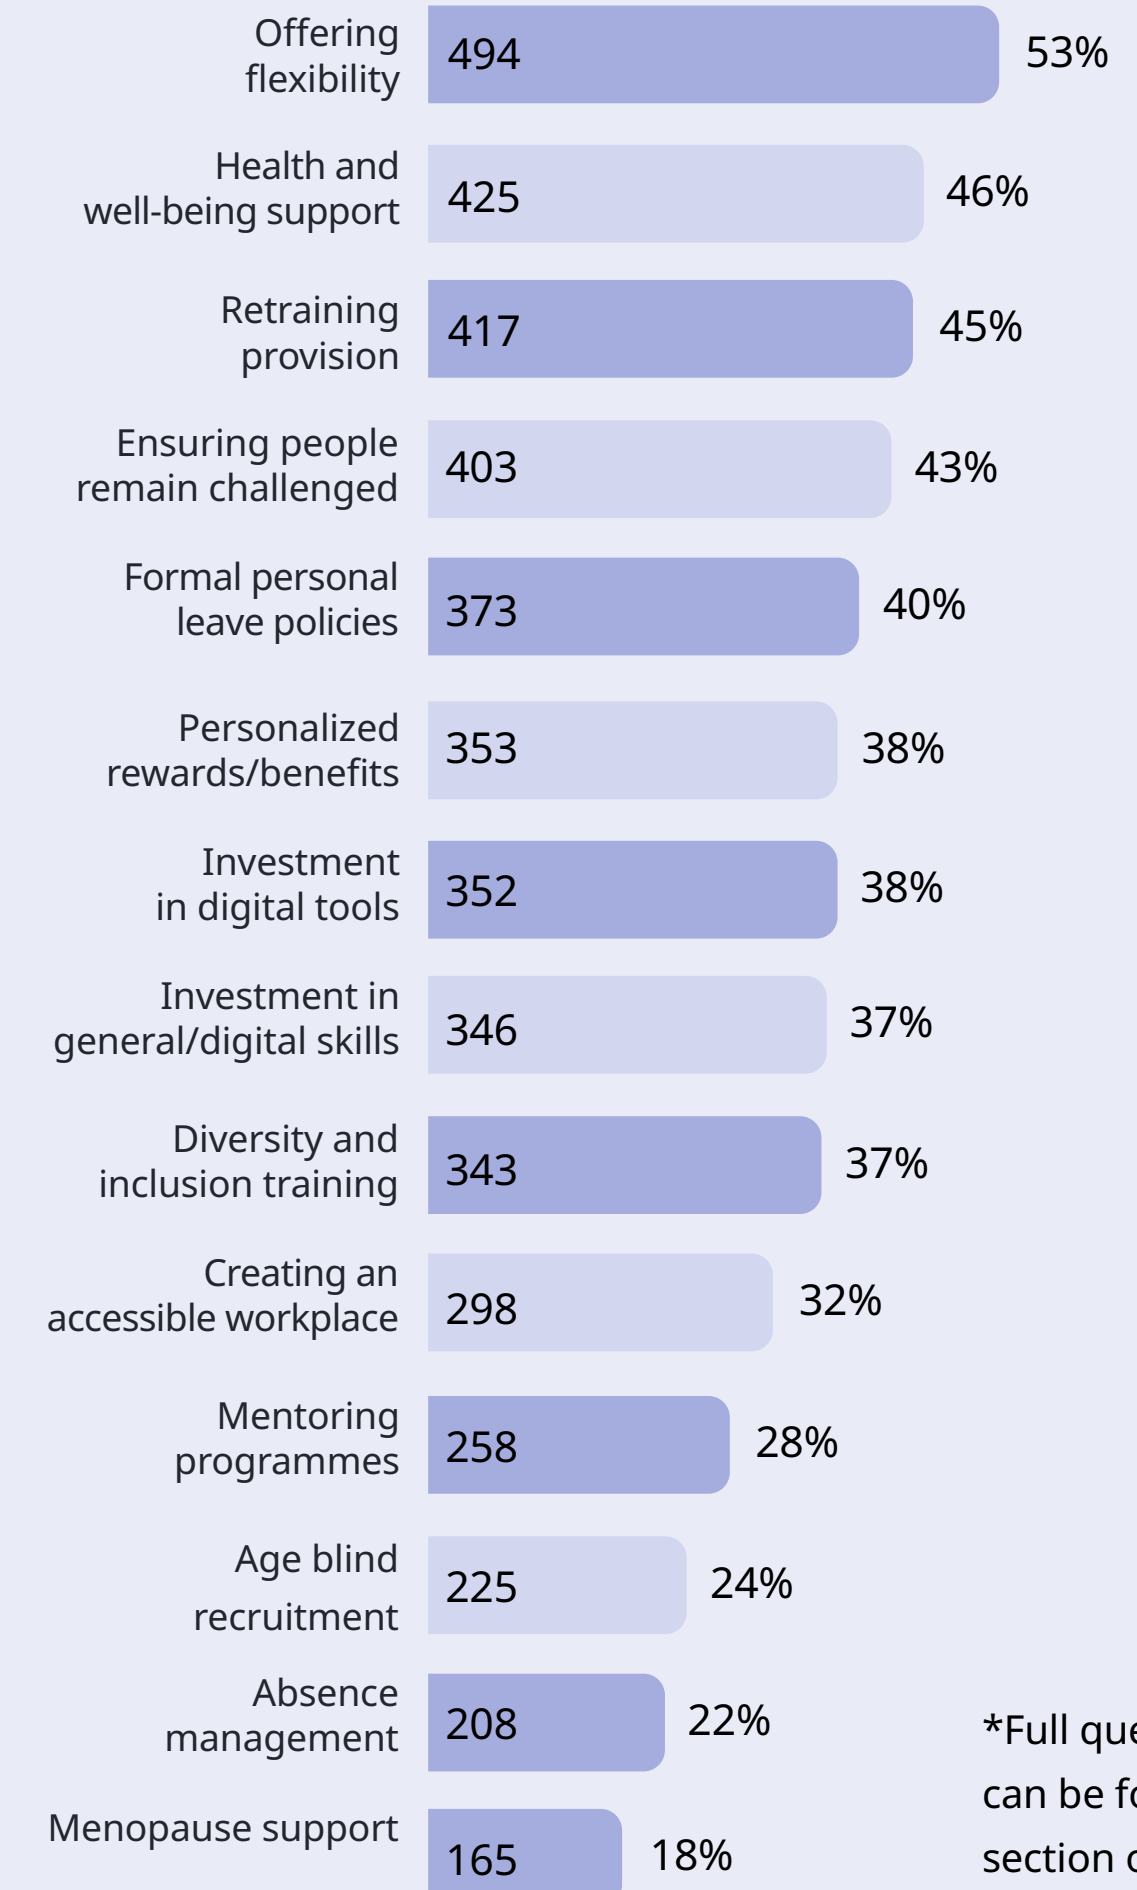 Offering
flexibility
494
53%
Health and
well-being support
425
46%
Retraining
provision
417
45%
Ensuring people
remain challenged
403
43%
Formal personal
leave policies
373
40%
Personalized
rewards/benefits
353
38%
Investment
in digital tools
352
38%
Investment in
general/digital skills
346
37%
Diversity and
inclusion training
343
37%
Creating an
accessible workplace
298
32%
Mentoring
programmes
258
28%
Age blind
recruitment
225
24%
Absence
management
208
22%
Menopause support
165
18%
*Full
can be
section